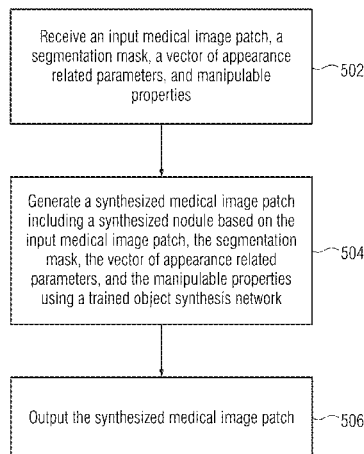 Receive an input medical image patch, a
segmentation mask, a vector of appearance
related parameters, and manipulable
properties
502
Generate a synthesized medical image patch
including a synthesized nodule based on the
input medical image patch, the segmentation
mask, the vector of appearance related
parameters, and the manipulable properties
using a trained object synthesis network
504
Output the synthesized medical image patch
506